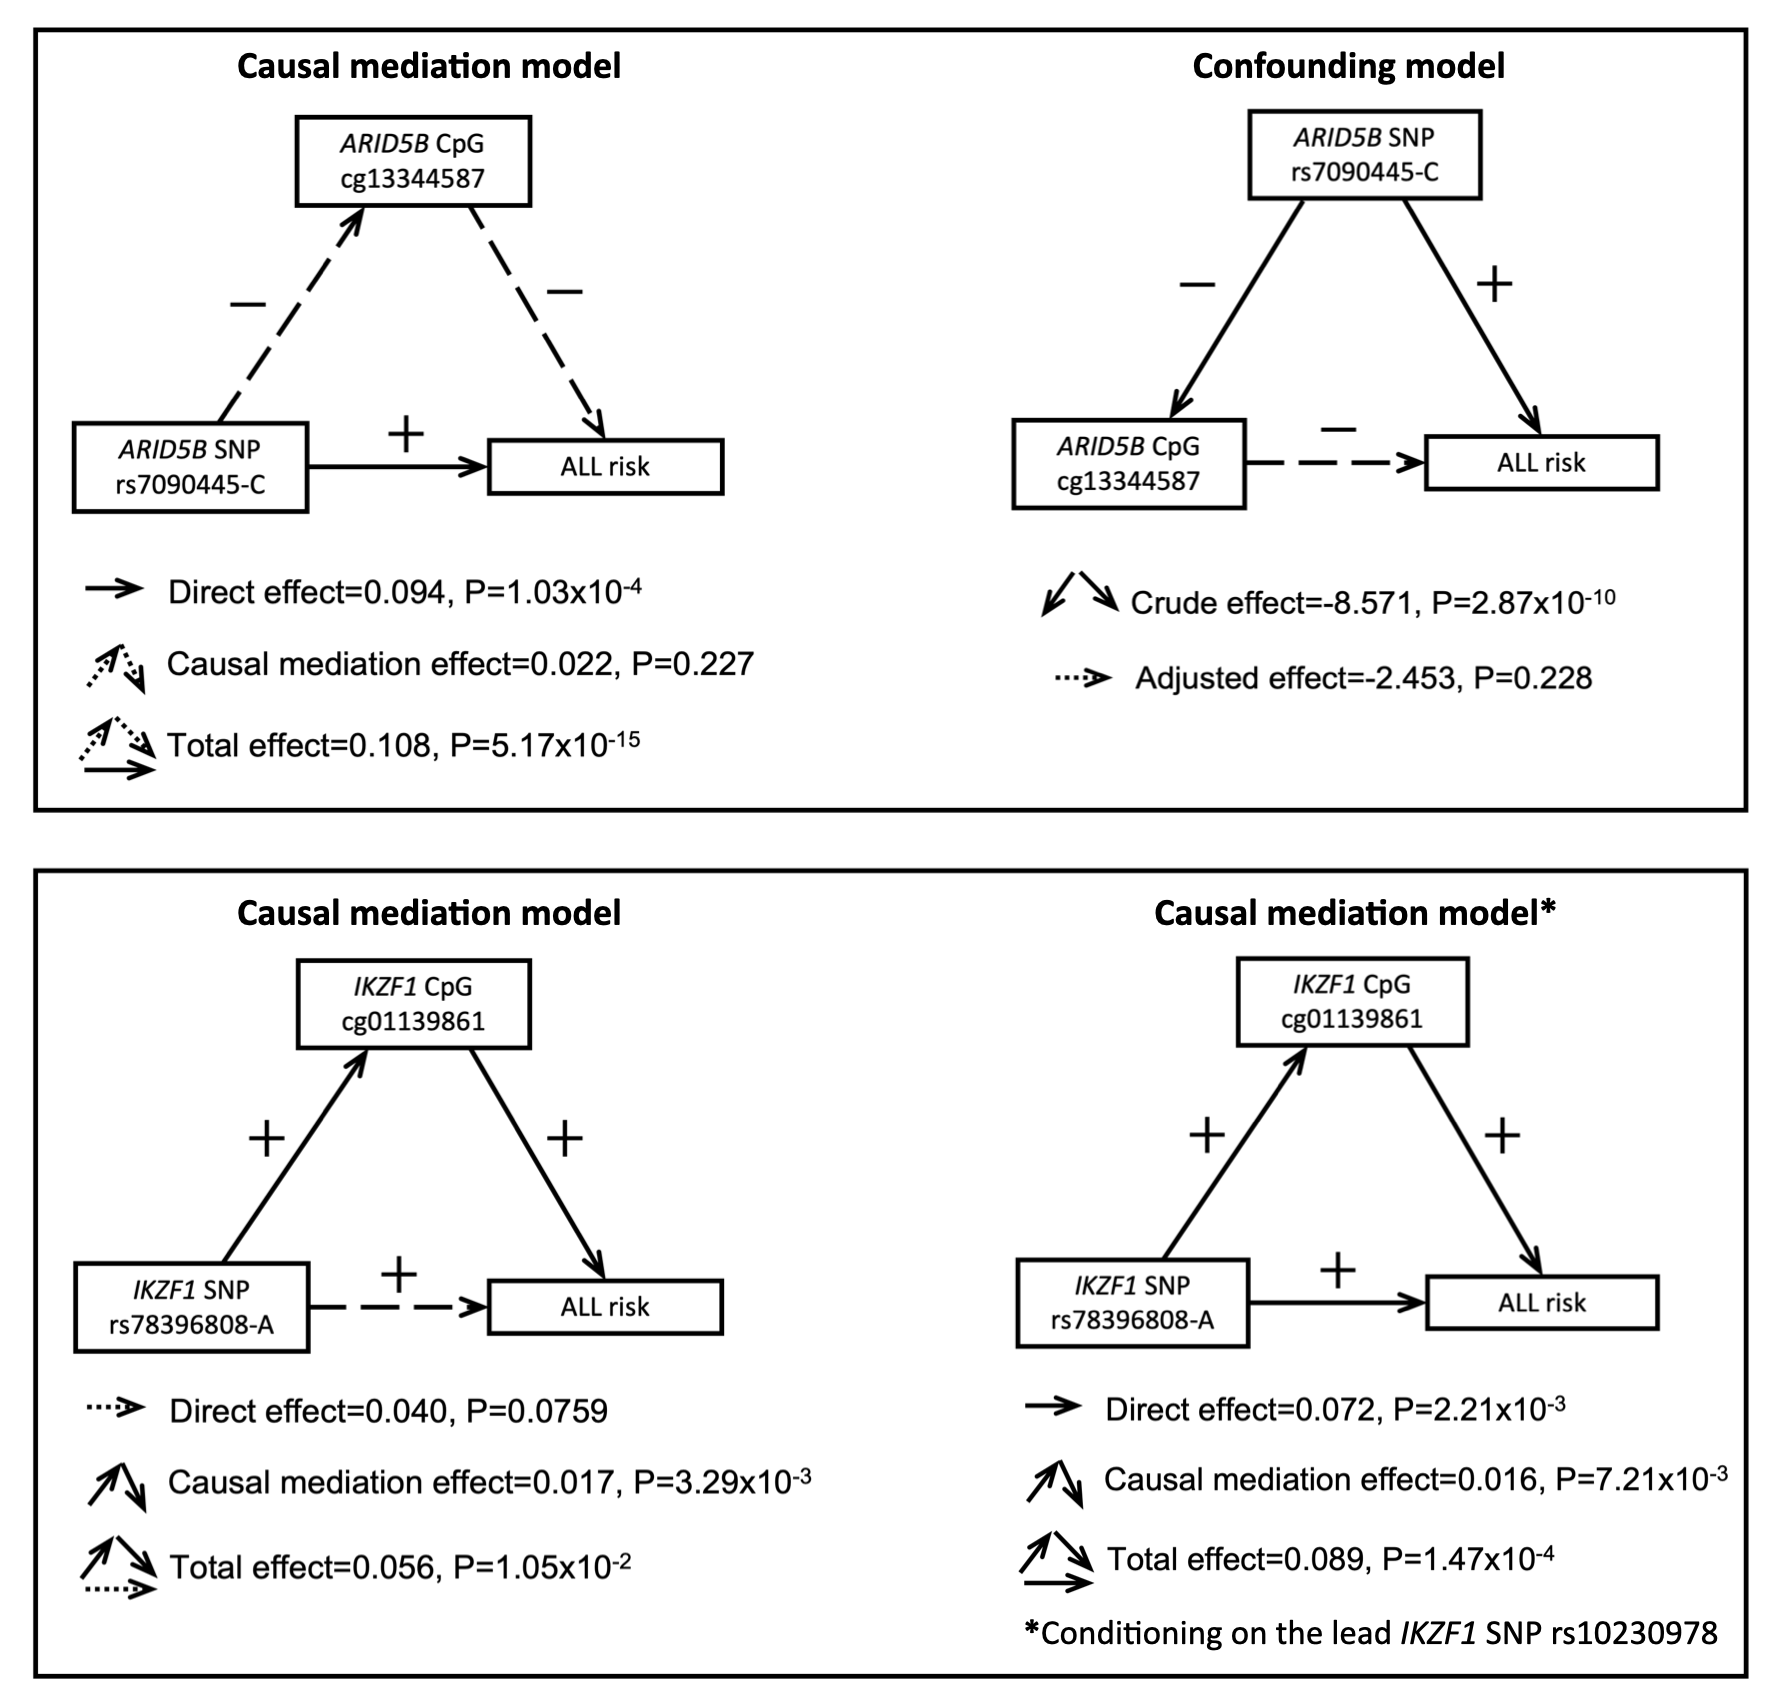 Causal mediation model
ARID5B CpG
cg13344587
−
−
+
ARID5B SNP
rs7090445-C
ALL risk
Direct effect=0.094, P=1.03x10⁻⁴
Causal mediation effect=0.022, P=0.227
Total effect=0.108, P=5.17x10⁻¹⁵
Confounding model
ARID5B SNP
rs7090445-C
−
+
−
ARID5B CpG
cg13344587
ALL risk
Crude effect=-8.571, P=2.87x10⁻¹⁰
Adjusted effect=-2.453, P=0.228
Causal mediation model
IKZF1 CpG
cg01139861
+
+
+
IKZF1 SNP
rs78396808-A
ALL risk
Direct effect=0.040, P=0.0759
Causal mediation effect=0.017, P=3.29x10⁻³
Total effect=0.056, P=1.05x10⁻²
Causal mediation model*
IKZF1 CpG
cg01139861
+
+
+
IKZF1 SNP
rs78396808-A
ALL risk
Direct effect=0.072, P=2.21x10⁻³
Causal mediation effect=0.016, P=7.21x10⁻³
Total effect=0.089, P=1.47x10⁻⁴
*Conditioning on the lead IKZF1 SNP rs10230978